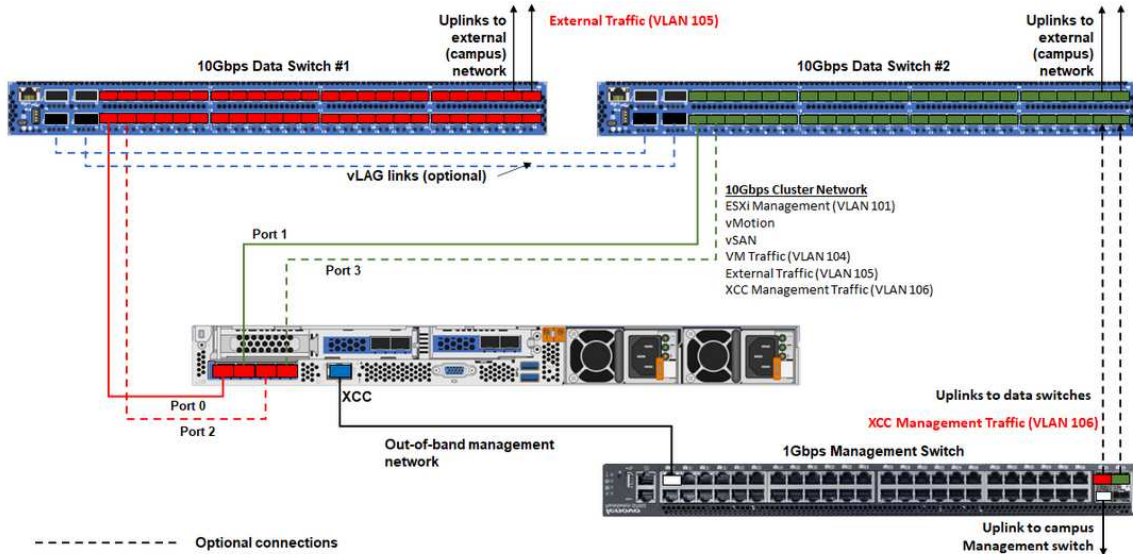 Uplinks to
external
(campus)
network
External Traffic (VLAN 105)
Uplinks to
external
(campus)
network
10Gbps Data Switch #1
10Gbps Data Switch #2
vLAG links (optional)
10Gbps Cluster Network
ESXi Management (VLAN 101)
vMotion
vSAN
VM Traffic (VLAN 104)
External Traffic (VLAN 105)
XCC Management Traffic (VLAN 106)
Port 1
Port 3
XCC
Port 0
Port 2
Uplinks to data switches
XCC Management Traffic (VLAN 106)
Out-of-band management
network
1Gbps Management Switch
Uplink to campus
Management switch
Optional connections